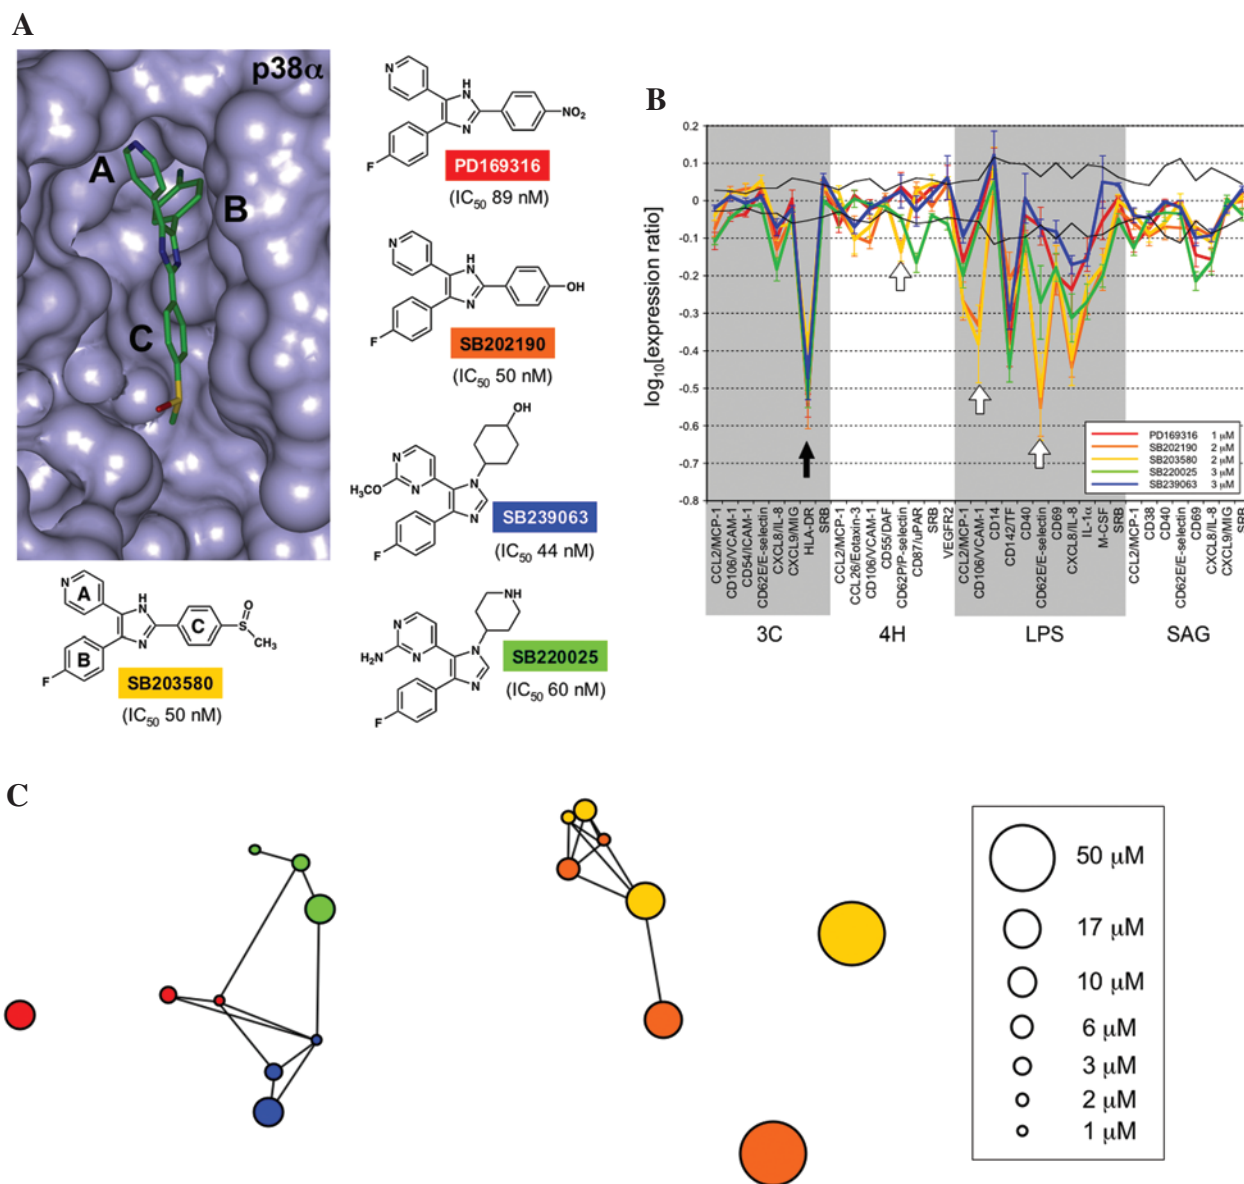 A
p38α
A
B
C
N
H
N
N
NO2
F
PD169316
(IC50 89 nM)
N
H
N
N
OH
F
SB202190
(IC50 50 nM)
OH
N
N
H3CO
N
N
F
SB239063
(IC50 44 nM)
NH
N
N
H2N
N
N
F
SB220025
(IC50 60 nM)
N
A
H
N
N
B
C
O
S
CH3
F
SB203580
(IC50 50 nM)
B
log10[expression ratio]
0.2
0.1
0
-0.1
-0.2
-0.3
-0.4
-0.5
-0.6
-0.7
-0.8
PD169316 1 μM
SB202190 2 μM
SB203580 2 μM
SB220025 3 μM
SB239063 3 μM
CCL2/MCP-1
CD106/VCAM-1
CD54/ICAM-1
CD62E/E-selectin
CXCL8/IL-8
CXCL9/MIG
HLA-DR
SRB
CCL2/MCP-1
CCL26/Eotaxin-3
CD106/VCAM-1
CD55/DAF
CD62P/P-selectin
CD87/uPAR
SRB
VEGFR2
CCL2/MCP-1
CD106/VCAM-1
CD14
CD142/TF
CD40
CD62E/E-selectin
CD69
CXCL8/IL-8
IL-1α
M-CSF
SRB
CCL2/MCP-1
CD38
CD40
CD62E/E-selectin
CD69
CXCL8/IL-8
CXCL9/MIG
SRB
3C
4H
LPS
SAG
C
50 μM
17 μM
10 μM
6 μM
3 μM
2 μM
1 μM